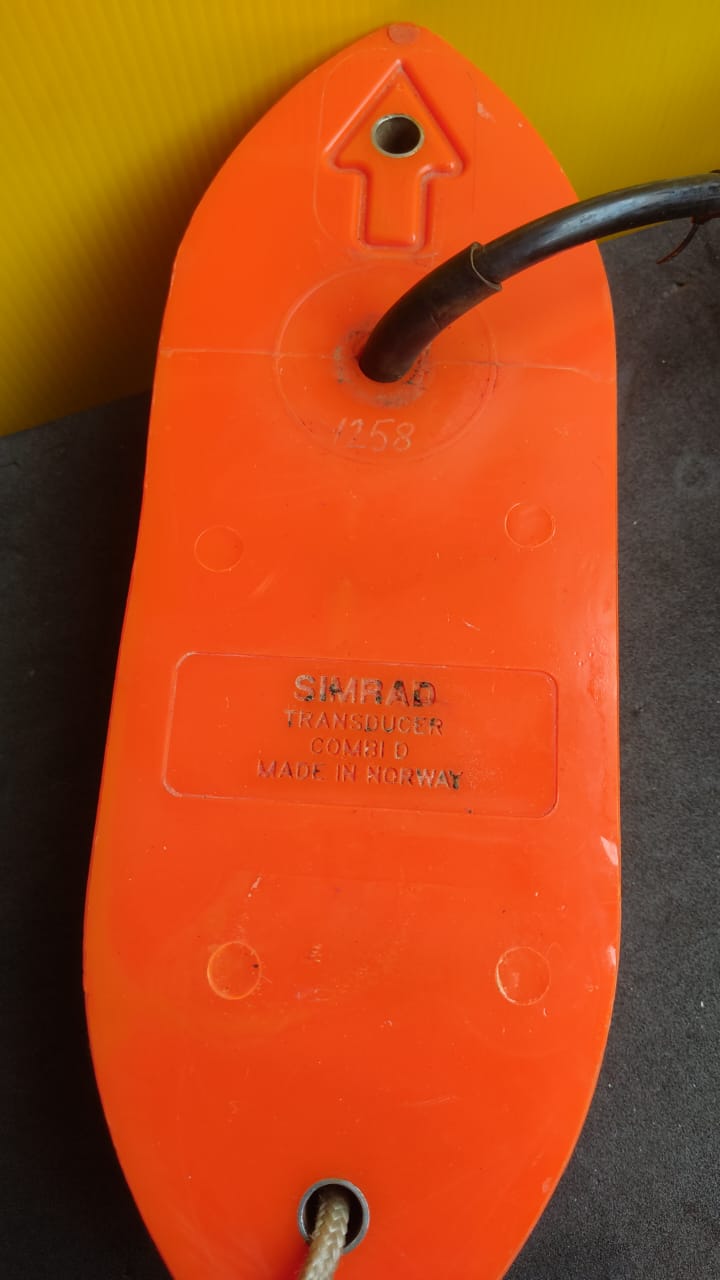 1258
SIMRAD
TRANSDUCER
COMBI D
MADE IN NORWAY